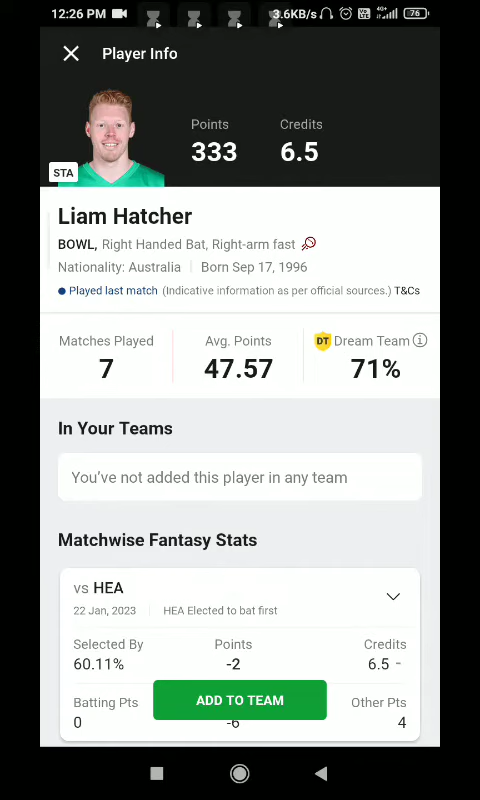 12:26 PM 3.6KB/s 4G+ 76
Player Info
Points Credits
333 6.5
STA
Liam Hatcher
BOWL, Right Handed Bat, Right-arm fast
Nationality: Australia Born Sep 17, 1996
Played last match (Indicative information as per official sources.) T&Cs
Matches Played Avg. Points DT Dream Team
7 47.57 71%
In Your Teams
You've not added this player in any team
Matchwise Fantasy Stats
vs HEA
22 Jan, 2023 HEA Elected to bat first
Selected By Points Credits
60.11% -2 6.5 -
Batting Pts ADD TO TEAM Other Pts
0 -6 4